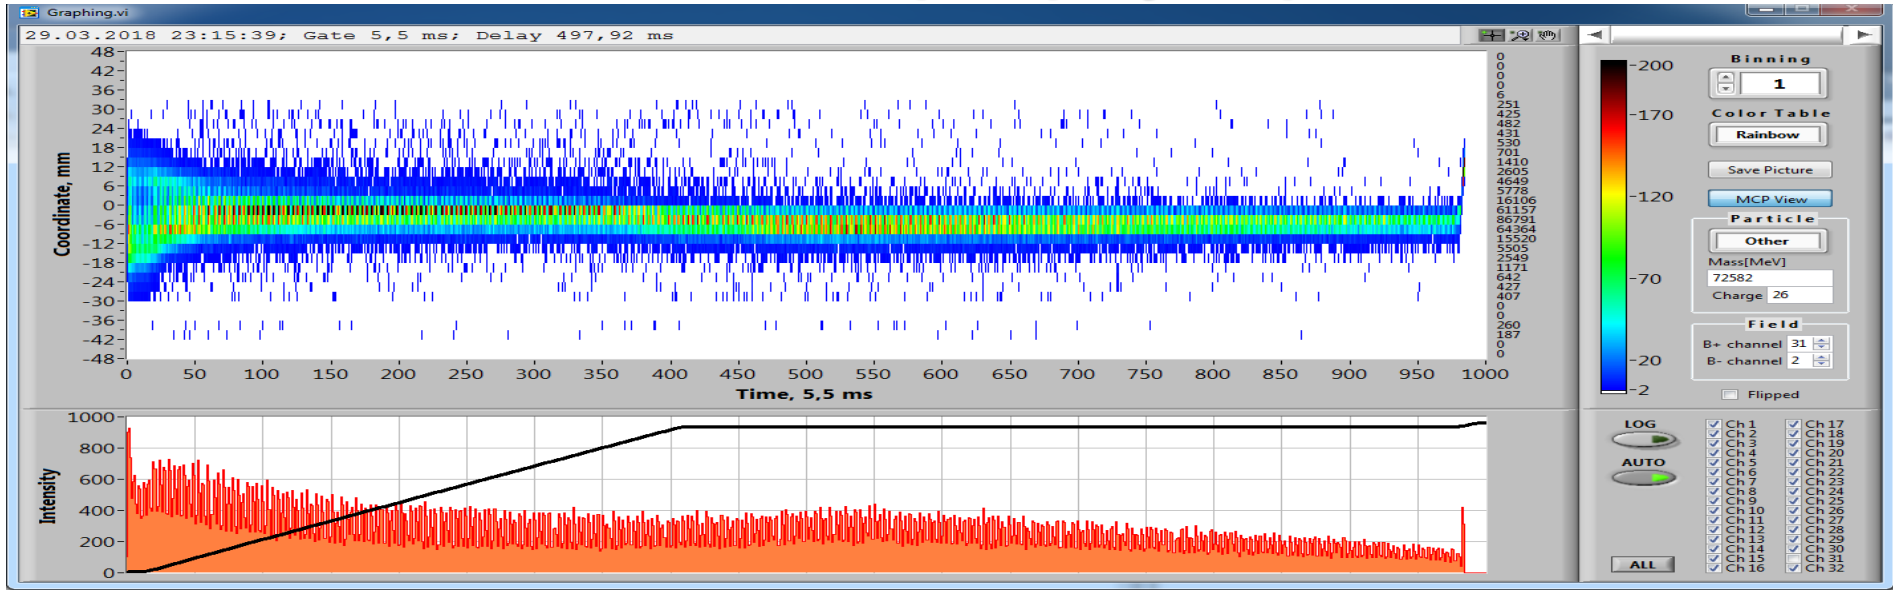 Graphing.vi
29.03.2018 23:15:39; Gate 5,5 ms; Delay 497,92 ms
48
42
36
30
24
18
12
6
0
-6
-12
-18
-24
-30
-36
-42
-48
Coordinate, mm
0
0
0
0
6
251
425
482
431
530
701
1410
2605
4649
5778
16106
61157
86791
64364
15520
5505
2549
1171
642
427
407
0
0
260
187
0
0
0 50 100 150 200 250 300 350 400 450 500 550 600 650 700 750 800 850 900 950 1000
Time, 5,5 ms
200
170
120
70
20
2
Binning
1
Color Table
Rainbow
Save Picture
MCP View
Particle
Other
Mass[MeV]
72582
Charge 26
Field
B+ channel 31
B- channel 2
Flipped
1000
800
600
400
200
0
Intensity
LOG
AUTO
ALL
Ch 1 Ch 17
Ch 2 Ch 18
Ch 3 Ch 19
Ch 4 Ch 20
Ch 5 Ch 21
Ch 6 Ch 22
Ch 7 Ch 23
Ch 8 Ch 24
Ch 9 Ch 25
Ch 10 Ch 26
Ch 11 Ch 27
Ch 12 Ch 28
Ch 13 Ch 29
Ch 14 Ch 30
Ch 15 Ch 31
Ch 16 Ch 32